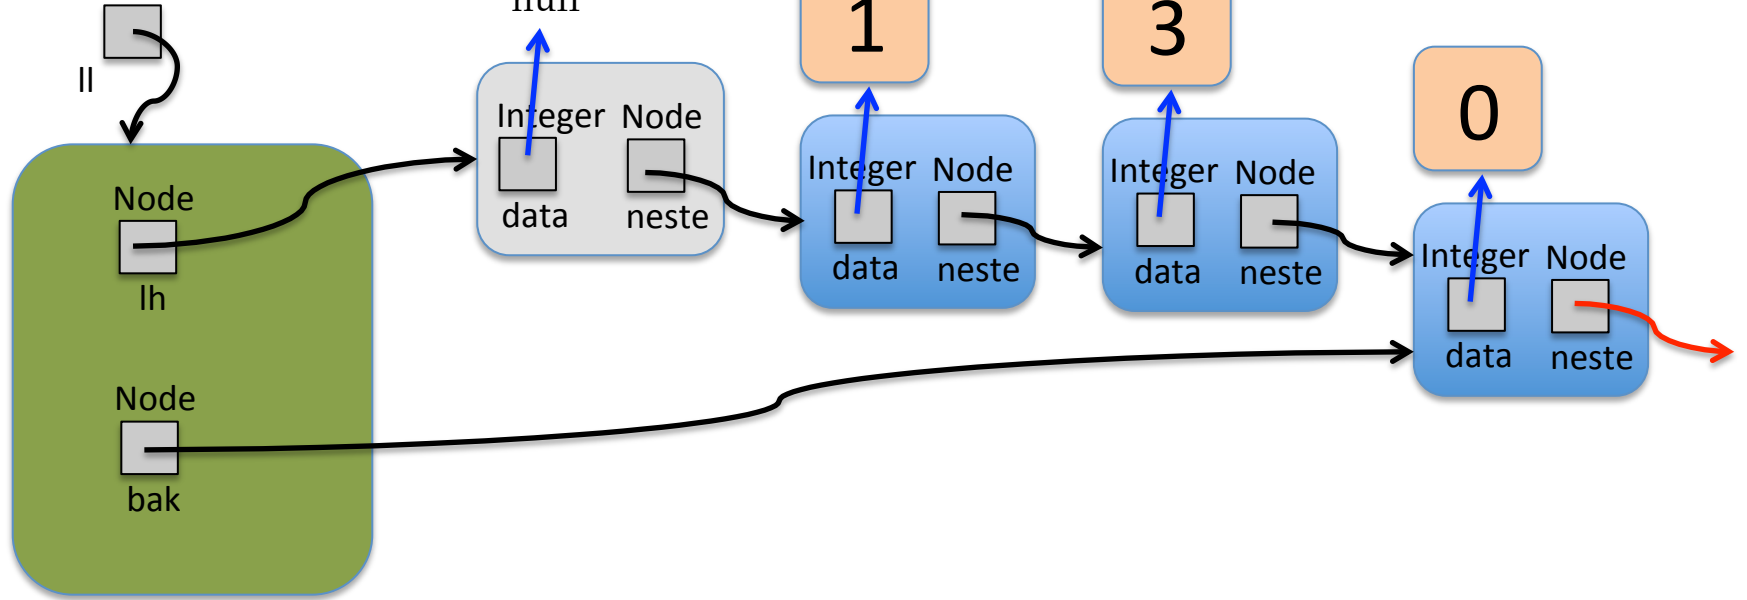 null
1
3
0
ll
Node
lh
Node
bak
Integer Node
data neste
Integer Node
data neste
Integer Node
data neste
Integer Node
data neste